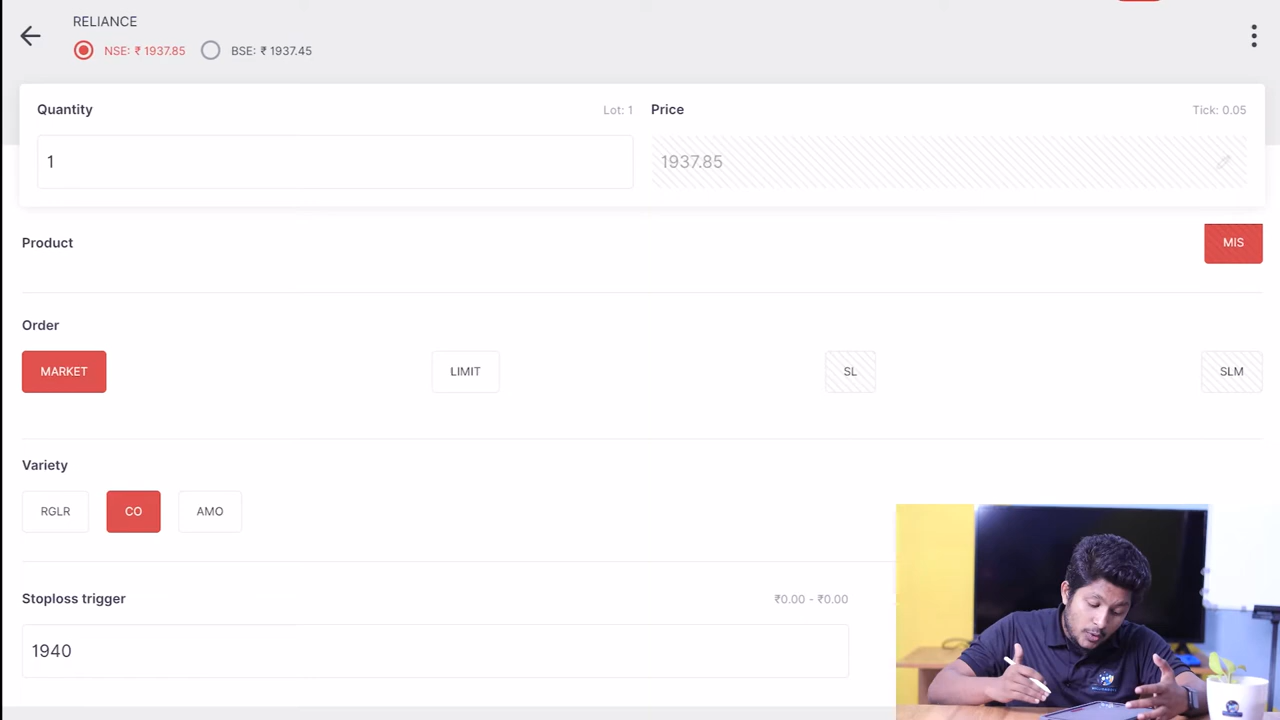 RELIANCE
NSE: ₹ 1937.85 BSE: ₹ 1937.45
Quantity Lot: 1 Price Tick: 0.05
1 1937.85
Product MIS
Order
MARKET LIMIT SL SLM
Variety
RGLR CO AMO
Stoploss trigger ₹0.00 - ₹0.00
1940